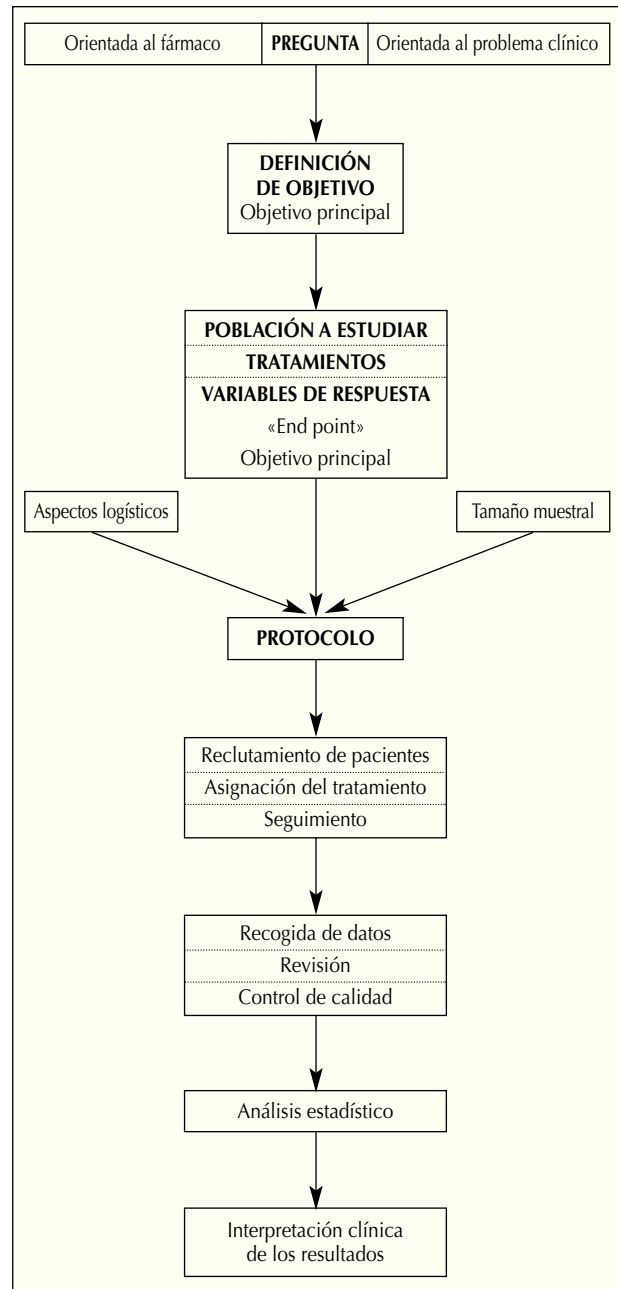 Orientada al fármaco PREGUNTA Orientada al problema clínico
DEFINICIÓN
DE OBJETIVO
Objetivo principal
POBLACIÓN A ESTUDIAR
TRATAMIENTOS
VARIABLES DE RESPUESTA
«End point»
Objetivo principal
Aspectos logísticos
Tamaño muestral
PROTOCOLO
Reclutamiento de pacientes
Asignación del tratamiento
Seguimiento
Recogida de datos
Revisión
Control de calidad
Análisis estadístico
Interpretación clínica
de los resultados